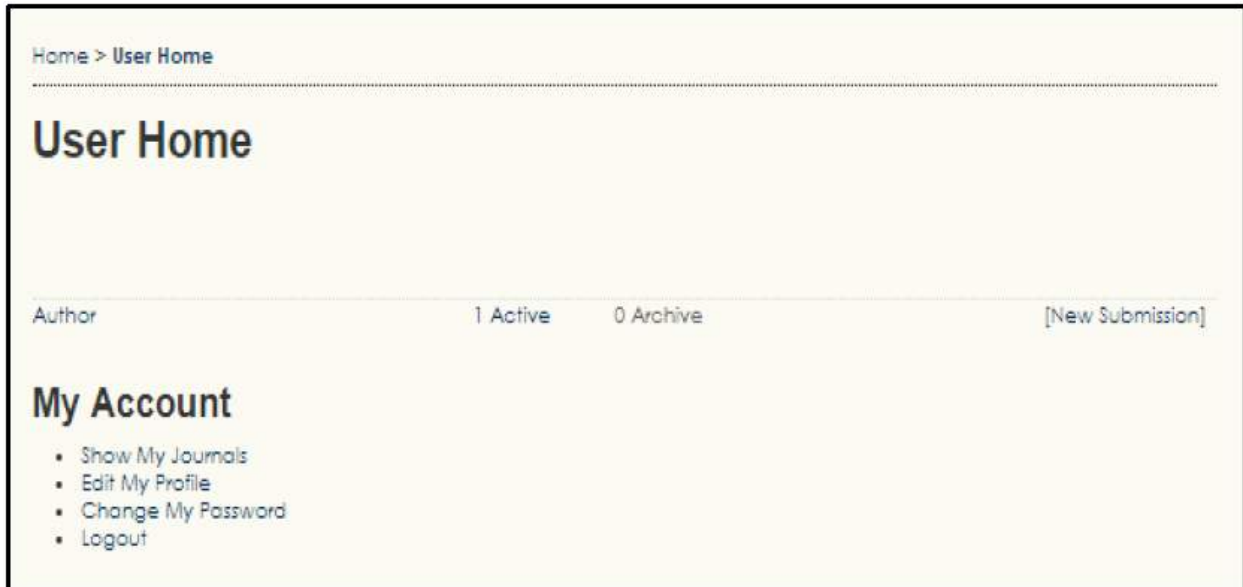 Home > User Home
User Home
Author 1 Active 0 Archive [New Submission]
My Account
• Show My Journals
• Edit My Profile
• Change My Password
• Logout